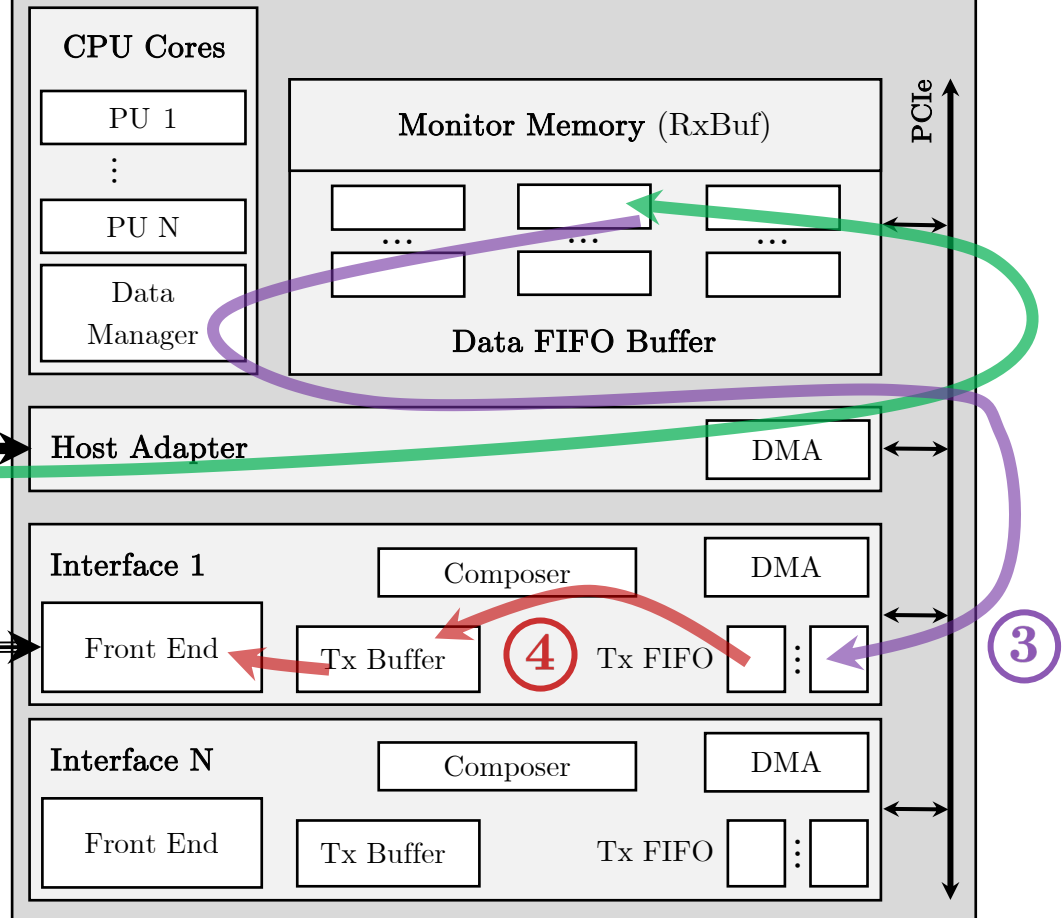 CPU Cores
PU 1
⋮
PU N
Data
Manager
Monitor Memory (RxBuf)
...
...
...
Data FIFO Buffer
PCIe
Host Adapter
DMA
Interface 1
Composer
DMA
Front End
Tx Buffer
4
Tx FIFO
⋮
3
Interface N
Composer
DMA
Front End
Tx Buffer
Tx FIFO
⋮